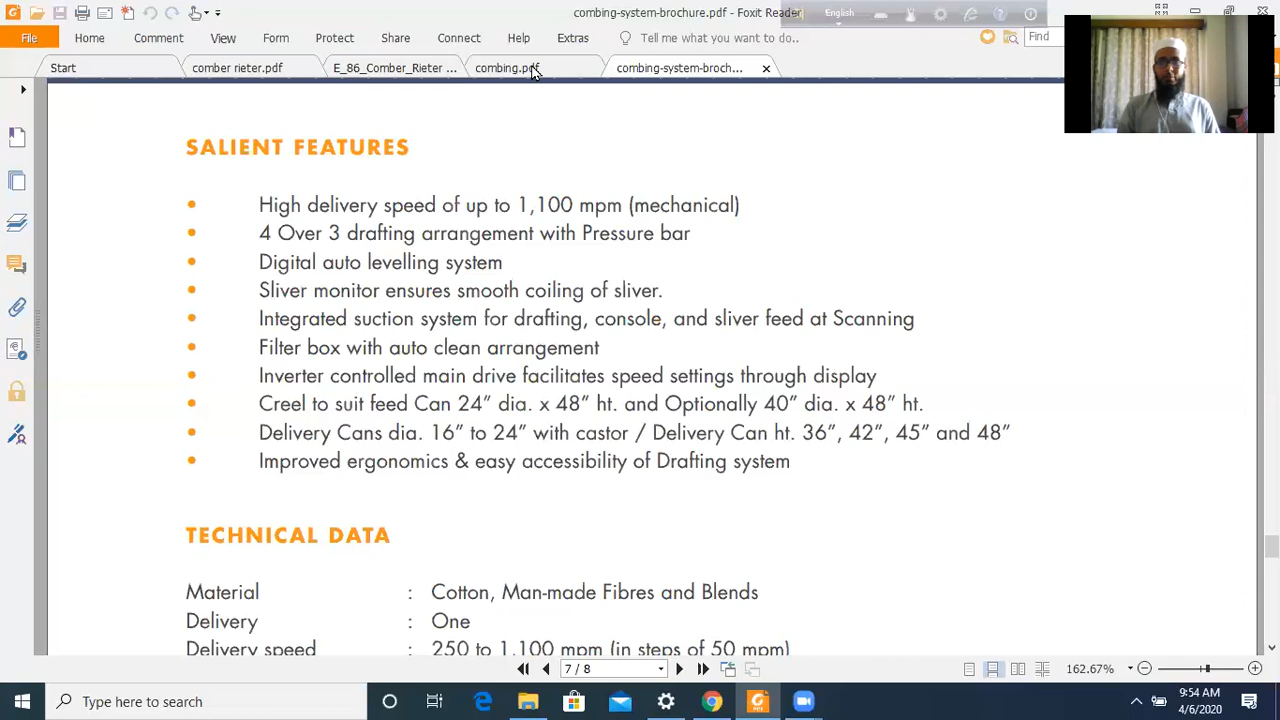 combing-system-brochure.pdf - Foxit Reader
English
File
Home
Comment
View
Form
Protect
Share
Connect
Help
Extras
Tell me what you want to do..
Find
Start
comber rieter.pdf
E_86_Comber_Rieter ...
combing.pdf
combing-system-broch...
SALIENT FEATURES
• High delivery speed of up to 1,100 mpm (mechanical)
• 4 Over 3 drafting arrangement with Pressure bar
• Digital auto levelling system
• Sliver monitor ensures smooth coiling of sliver.
• Integrated suction system for drafting, console, and sliver feed at Scanning
• Filter box with auto clean arrangement
• Inverter controlled main drive facilitates speed settings through display
• Creel to suit feed Can 24” dia. x 48” ht. and Optionally 40” dia. x 48” ht.
• Delivery Cans dia. 16” to 24” with castor / Delivery Can ht. 36”, 42”, 45” and 48”
• Improved ergonomics & easy accessibility of Drafting system
TECHNICAL DATA
Material : Cotton, Man-made Fibres and Blends
Delivery : One
Delivery speed : 250 to 1,100 mpm (in steps of 50 mpm)
7 / 8
162.67%
Type here to search
9:54 AM
4/6/2020